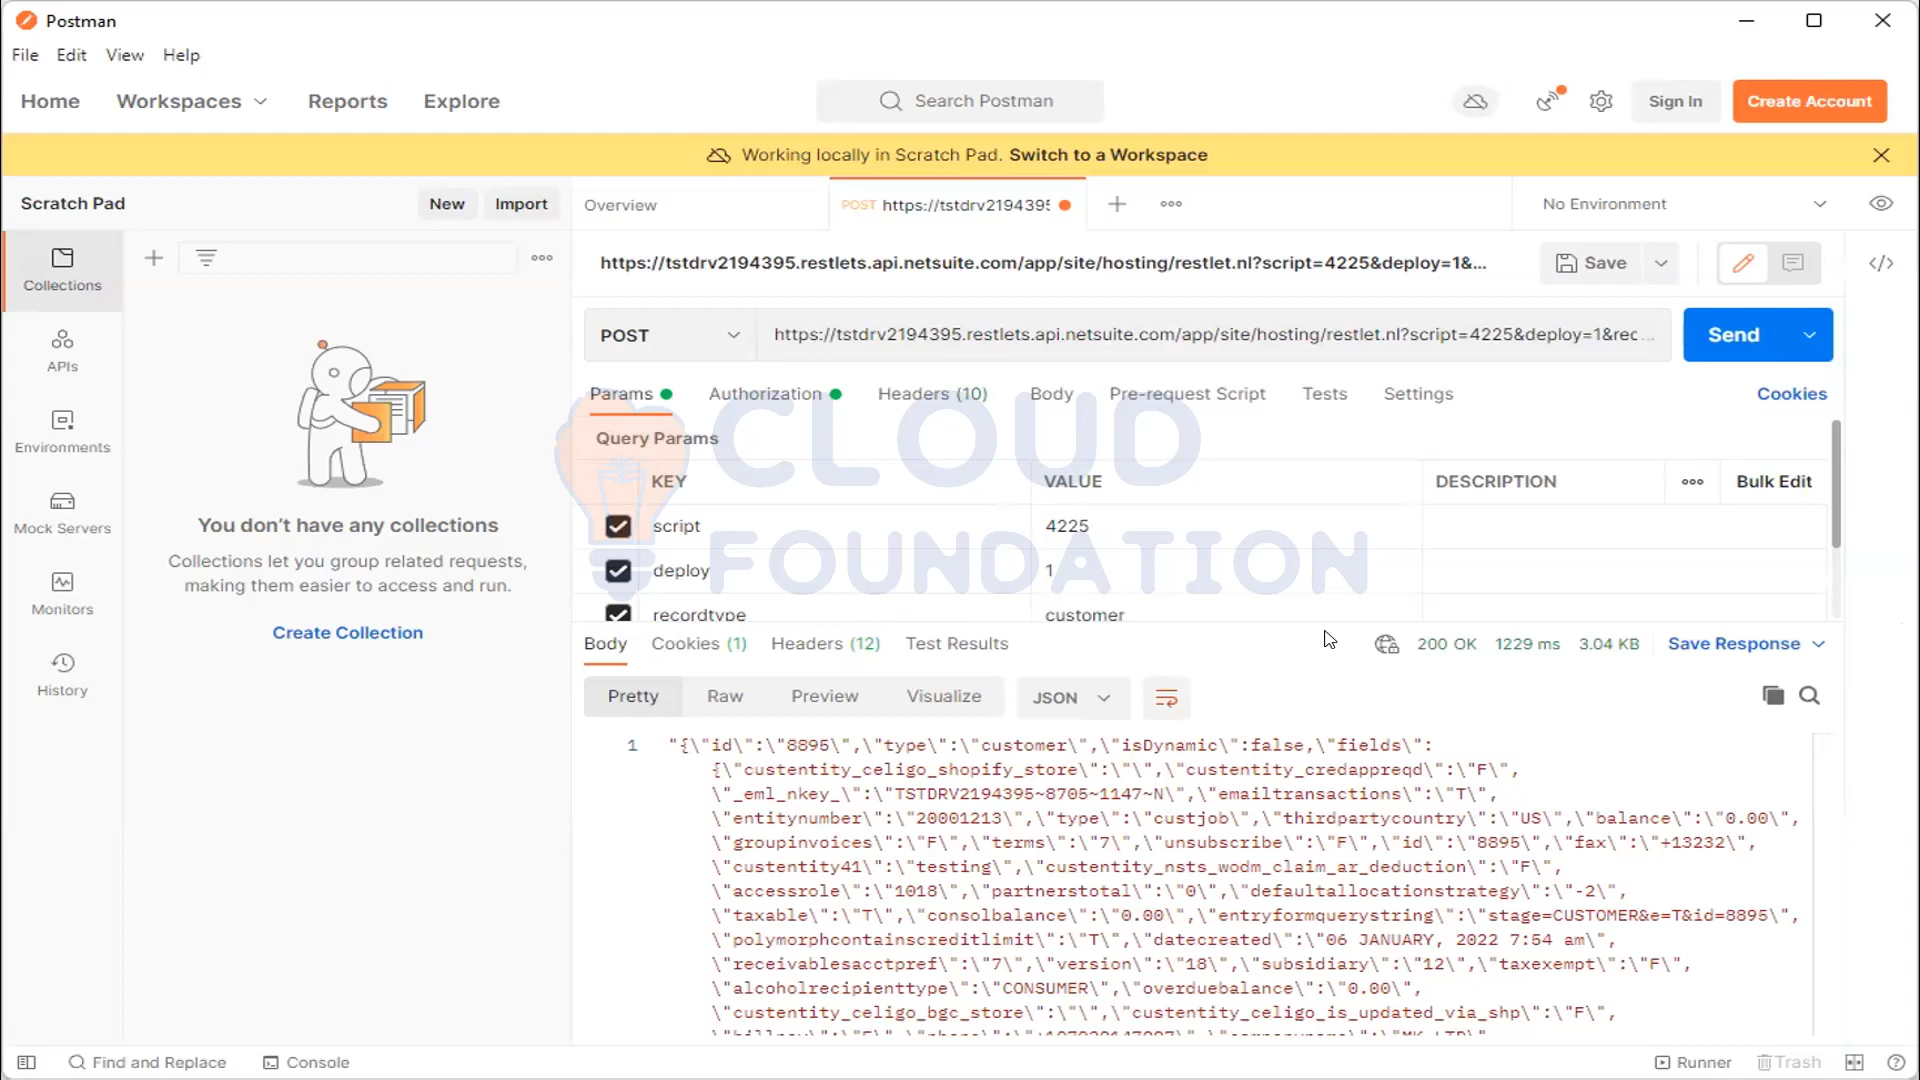 Postman
File Edit View Help
Home Workspaces Reports Explore Search Postman Sign In Create Account
Working locally in Scratch Pad. Switch to a Workspace
Scratch Pad New Import Overview POST https://tstdrv219439 No Environment
https://tstdrv2194395.restlets.api.netsuite.com/app/site/hosting/restlet.nl?script=4225&deploy=1&...
Save
Collections
POST https://tstdrv2194395.restlets.api.netsuite.com/app/site/hosting/restlet.nl?script=4225&deploy=1&rec... Send
APIs
Params Authorization Headers (10) Body Pre-request Script Tests Settings Cookies
CLOUD
FOUNDATION
Environments
Query Params
KEY VALUE DESCRIPTION Bulk Edit
script 4225
Mock Servers
You don't have any collections
Collections let you group related requests,
making them easier to access and run.
deploy 1
Monitors
recordtype customer
Create Collection
Body Cookies (1) Headers (12) Test Results 200 OK 1229 ms 3.04 KB Save Response
History
Pretty Raw Preview Visualize JSON
1 "{\"id\":\"8895\",\"type\":\"customer\",\"isDynamic\":false,\"fields\":
{\"custentity_celigo_shopify_store\":\"\",\"custentity_credappreqd\":\"F\",
\"_eml_nkey_\":\"TSTDRV2194395~8705~1147~N\",\"emailtransactions\":\"T\",
\"entitynumber\":\"20001213\",\"type\":\"custjob\",\"thirdpartycountry\":\"US\",\"balance\":\"0.00\",
\"groupinvoices\":\"F\",\"terms\":\"7\",\"unsubscribe\":\"F\",\"id\":\"8895\",\"fax\":\"+13232\",
\"custentity41\":\"testing\",\"custentity_nsts_wodm_claim_ar_deduction\":\"F\",
\"accessrole\":\"1018\",\"partnerstotal\":\"0\",\"defaultallocationstrategy\":\"-2\",
\"taxable\":\"T\",\"consolbalance\":\"0.00\",\"entryformquerystring\":\"stage=CUSTOMER&e=T&id=8895\",
\"polymorphcontainscreditlimit\":\"T\",\"datecreated\":\"06 JANUARY, 2022 7:54 am\",
\"receivablesacctpref\":\"7\",\"version\":\"18\",\"subsidiary\":\"12\",\"taxexempt\":\"F\",
\"alcoholrecipienttype\":\"CONSUMER\",\"overduebalance\":\"0.00\",
\"custentity_celigo_bgc_store\":\"\",\"custentity_celigo_is_updated_via_shp\":\"F\",
Find and Replace Console Runner Trash